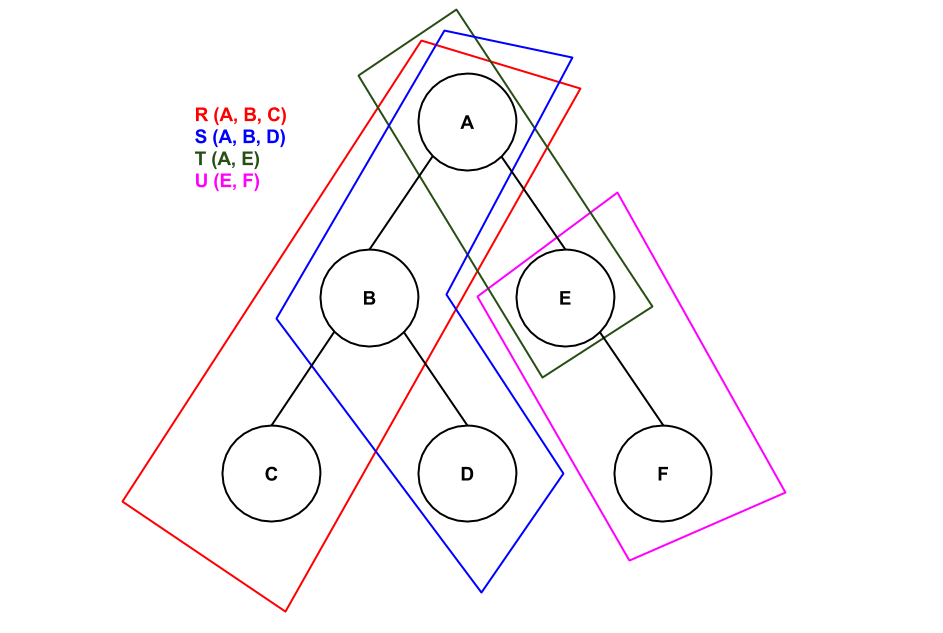 R (A, B, C)
S (A, B, D)
T (A, E)
U (E, F)
A
B
E
C
D
F